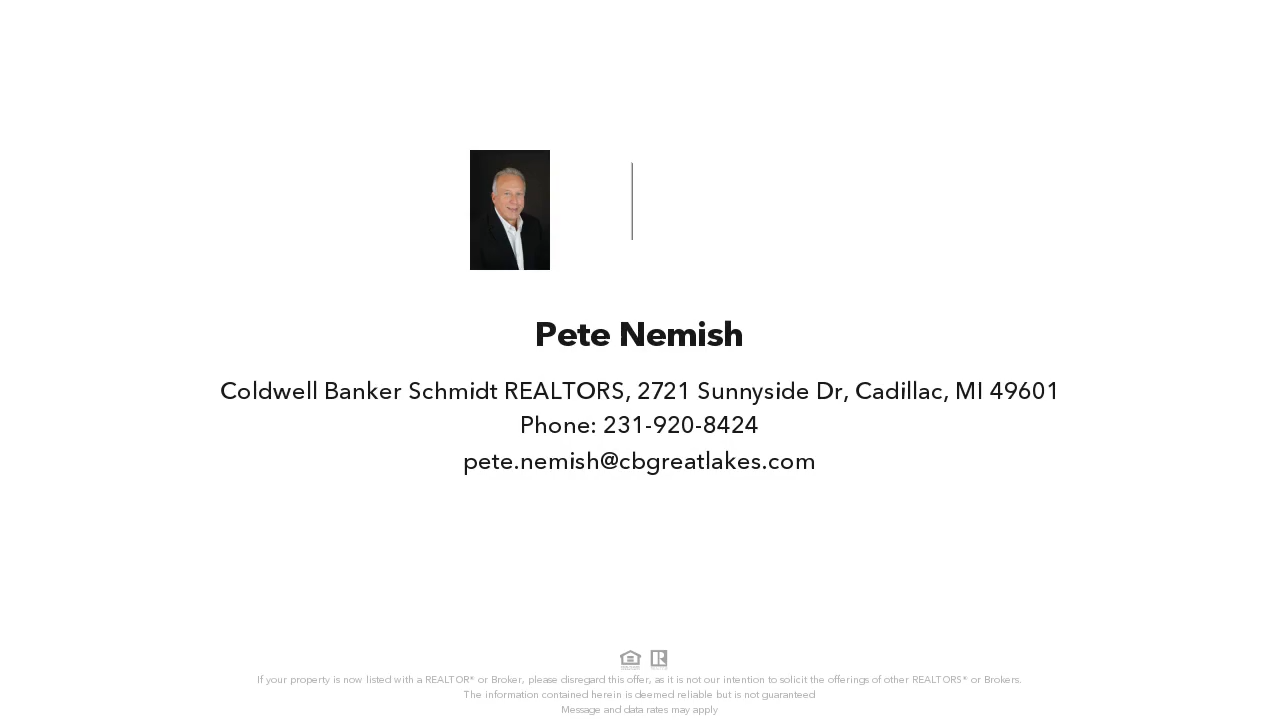 Pete Nemish
Coldwell Banker Schmidt REALTORS, 2721 Sunnyside Dr, Cadillac, MI 49601
Phone: 231-920-8424
pete.nemish@cbgreatlakes.com
If your property is now listed with a REALTOR® or Broker, please disregard this offer, as it is not our intention to solicit the offerings of other REALTORS® or Brokers.
The information contained herein is deemed reliable but is not guaranteed
Message and data rates may apply